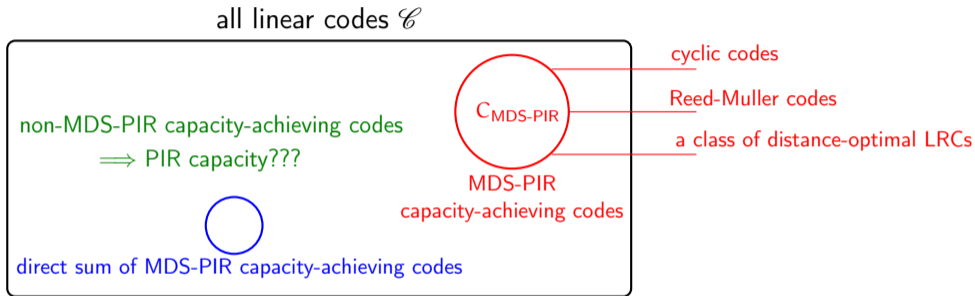 all linear codes 𝒞
cyclic codes
Reed-Muller codes
a class of distance-optimal LRCs
C_MDS-PIR
MDS-PIR
capacity-achieving codes
non-MDS-PIR capacity-achieving codes
⟹ PIR capacity???
direct sum of MDS-PIR capacity-achieving codes